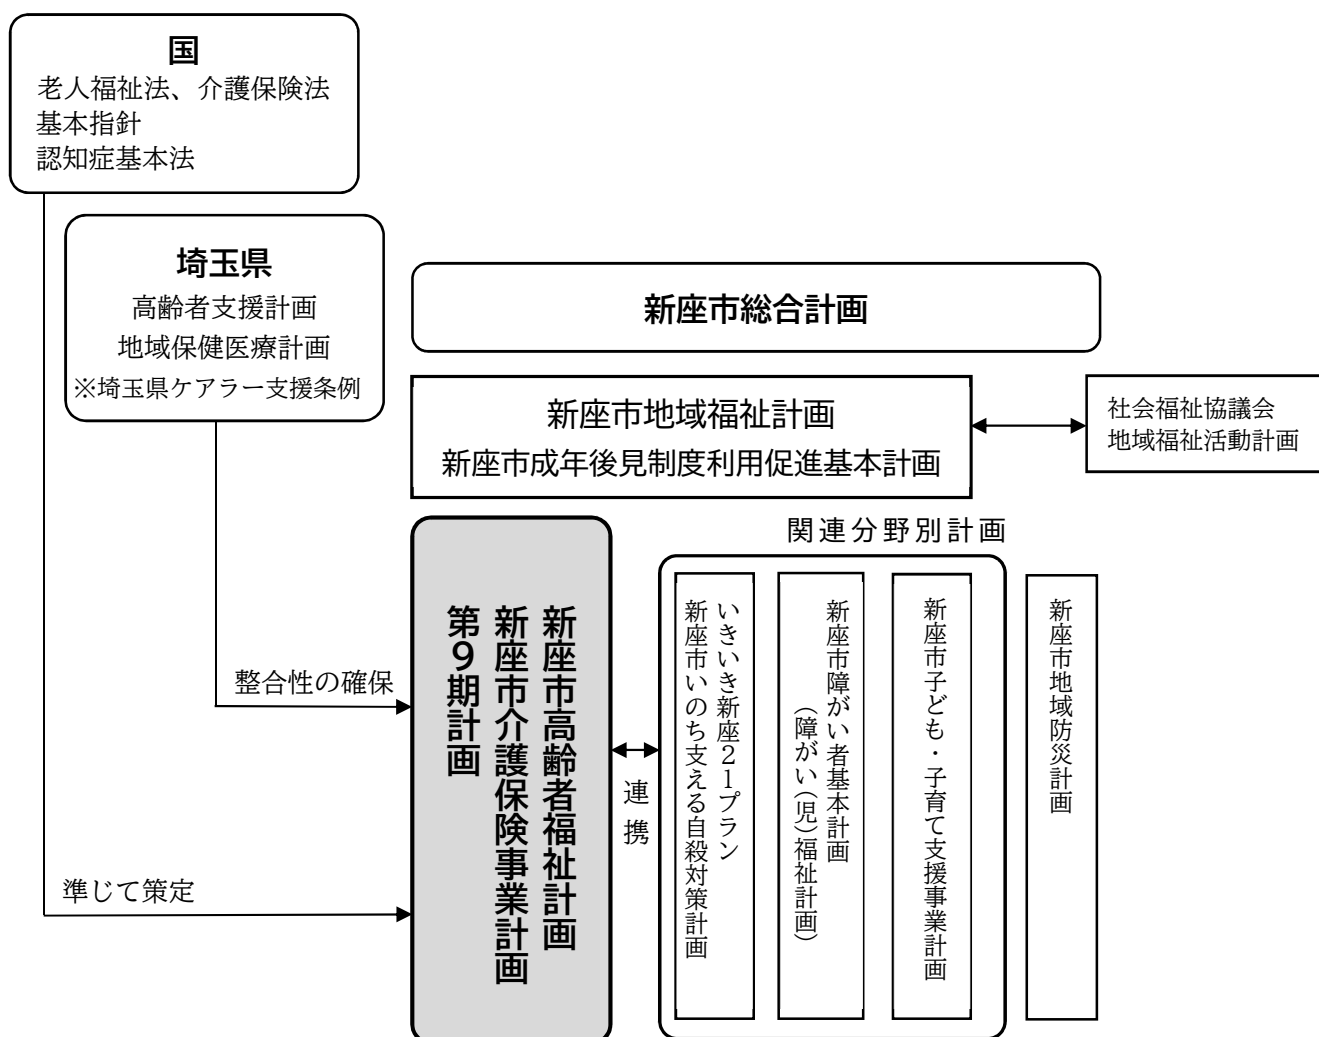 国
老人福祉法、介護保険法
基本指針
認知症基本法
埼玉県
高齢者支援計画
地域保健医療計画
※埼玉県ケアラー支援条例
新座市総合計画
新座市地域福祉計画
新座市成年後見制度利用促進基本計画
社会福祉協議会
地域福祉活動計画
整合性の確保
準じて策定
新座市高齢者福祉計画
新座市介護保険事業計画
第9期計画
連携
関連分野別計画
いきいき新座21プラン
新座市いのち支える自殺対策計画
新座市障がい者基本計画
(障がい(児)福祉計画)
新座市子ども・子育て支援事業計画
新座市地域防災計画